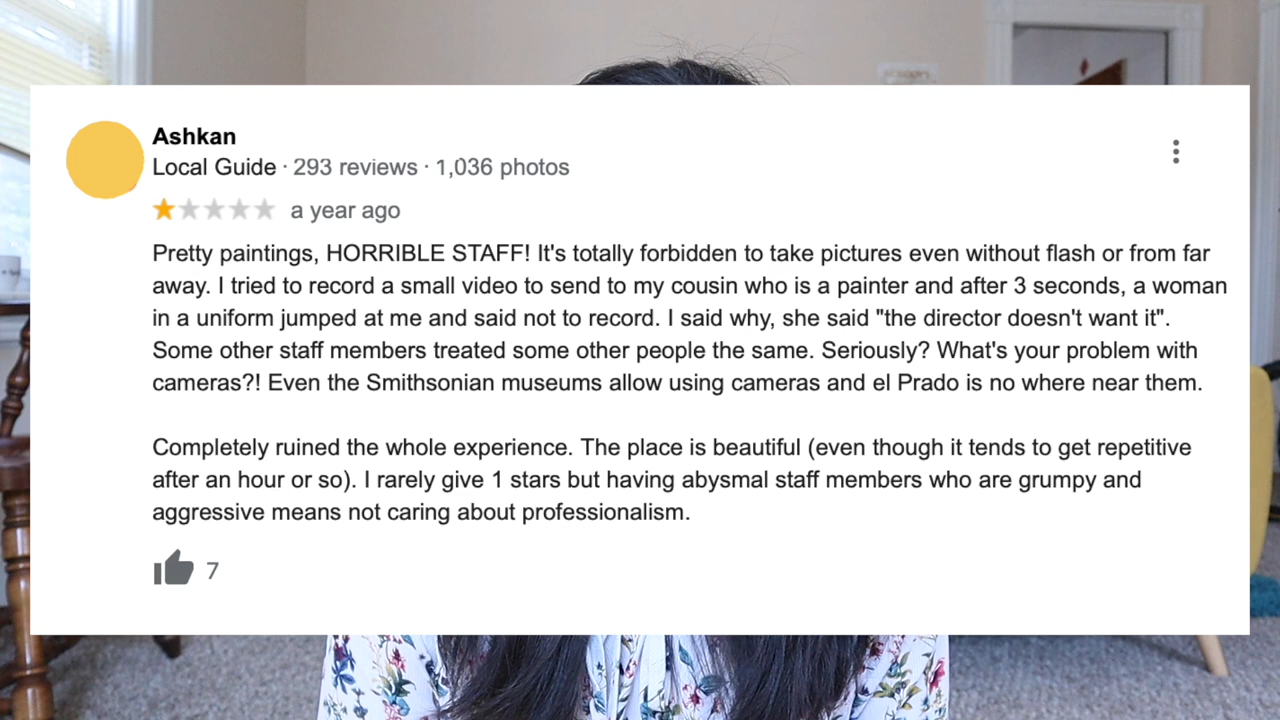 Ashkan
Local Guide · 293 reviews · 1,036 photos
a year ago
Pretty paintings, HORRIBLE STAFF! It's totally forbidden to take pictures even without flash or from far
away. I tried to record a small video to send to my cousin who is a painter and after 3 seconds, a woman
in a uniform jumped at me and said not to record. I said why, she said "the director doesn't want it".
Some other staff members treated some other people the same. Seriously? What's your problem with
cameras?! Even the Smithsonian museums allow using cameras and el Prado is no where near them.
Completely ruined the whole experience. The place is beautiful (even though it tends to get repetitive
after an hour or so). I rarely give 1 stars but having abysmal staff members who are grumpy and
aggressive means not caring about professionalism.
7